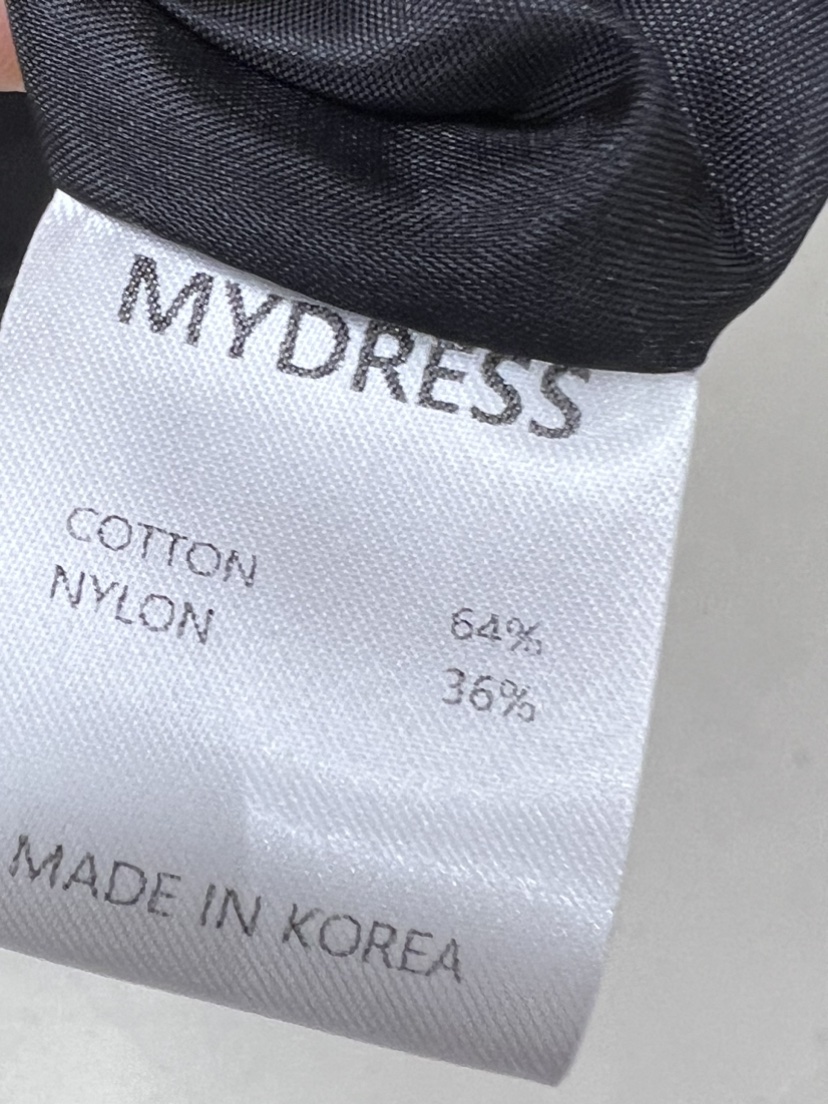 MYDRESS
COTTON 64%
NYLON 36%
MADE IN KOREA